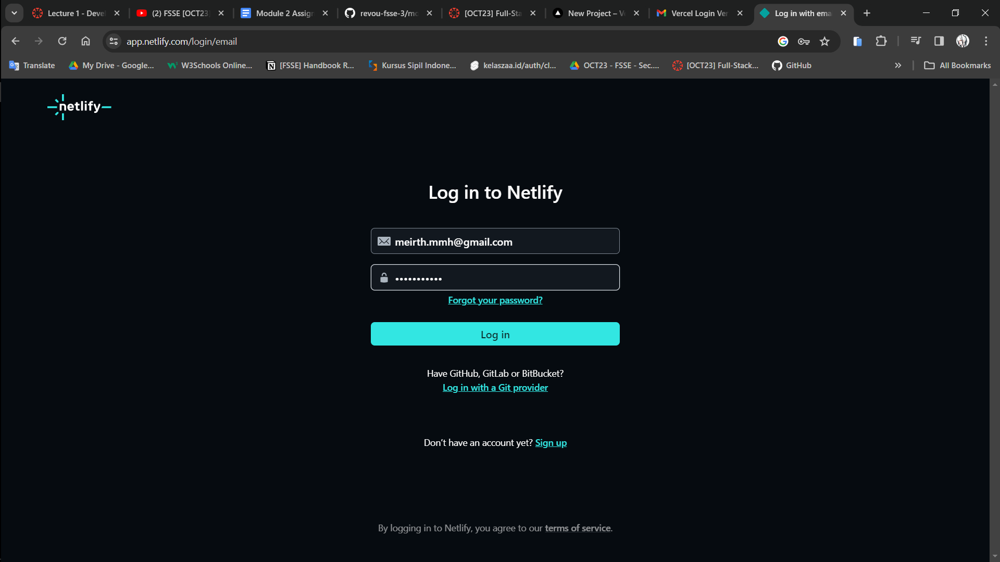 Lecture 1 - Deve
(2) FSSE [OCT23]
Module 2 Assign
revou-fsse-3/mo
[OCT23] Full-Sta
New Project – V
Vercel Login Ver
Log in with ema
app.netlify.com/login/email
Translate
My Drive - Google...
W3Schools Online...
[FSSE] Handbook R...
Kursus Sipil Indone...
kelaszaa.id/auth/cl...
OCT23 - FSSE - Sec....
[OCT23] Full-Stack...
GitHub
All Bookmarks
netlify
Log in to Netlify
meirth.mmh@gmail.com
•••••••••••
Forgot your password?
Log in
Have GitHub, GitLab or BitBucket?
Log in with a Git provider
Don’t have an account yet? Sign up
By logging in to Netlify, you agree to our terms of service.